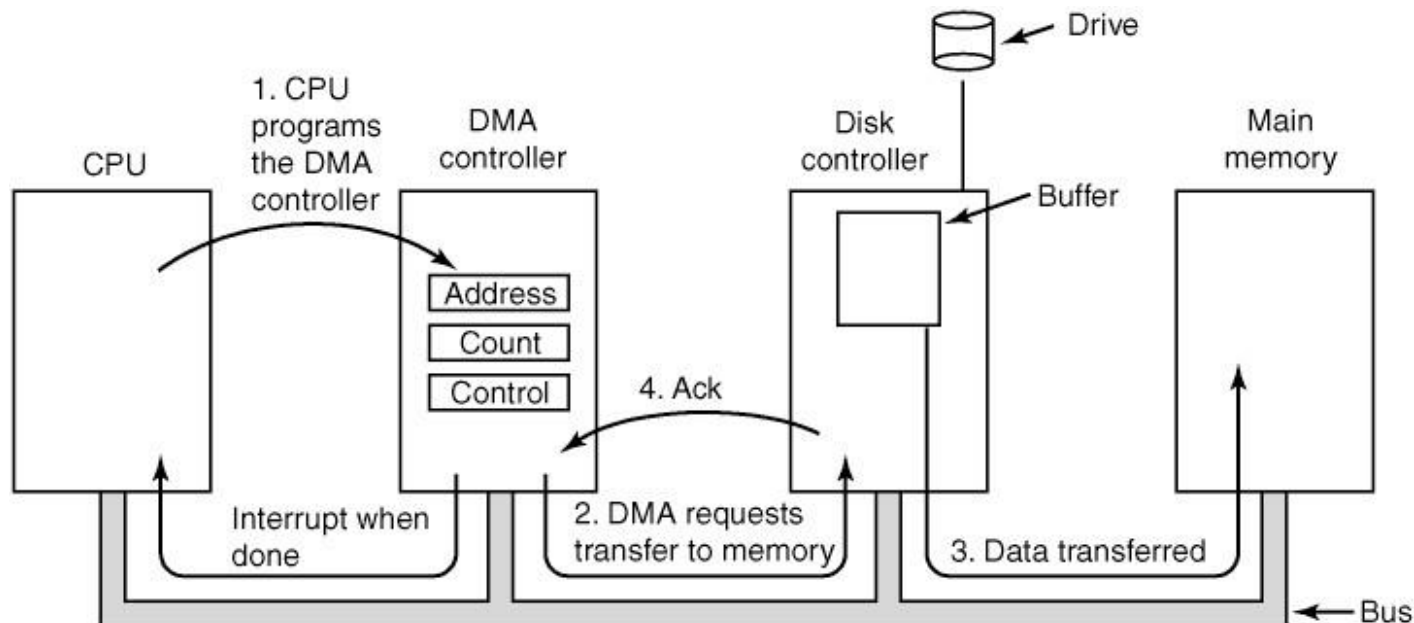 Drive
1. CPU
programs
the DMA
controller
CPU
DMA
controller
Disk
controller
Main
memory
Buffer
Address
Count
Control
4. Ack
Interrupt when
done
2. DMA requests
transfer to memory
3. Data transferred
Bus